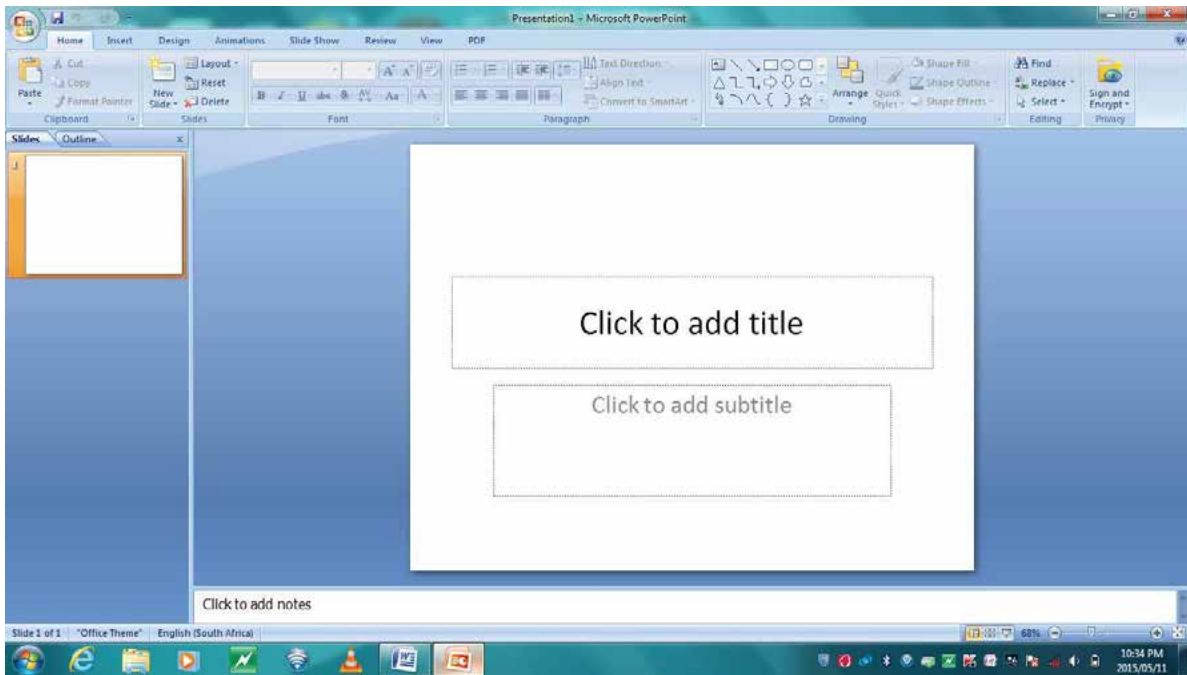 Presentation1 - Microsoft PowerPoint
Home Insert Design Animations Slide Show Review View PDF
Paste
Cut
Copy
Format Painter
Clipboard
New Slide
Layout
Reset
Delete
Slides
B I U abc S AV Aa A
Font
Text Direction
Align Text
Convert to SmartArt
Paragraph
Arrange
Quick Styles
Shape Fill
Shape Outline
Shape Effects
Drawing
Find
Replace
Select
Editing
Sign and Encrypt
Privacy
Slides Outline x
1
Click to add title
Click to add subtitle
Click to add notes
Slide 1 of 1 "Office Theme" English (South Africa) 68%
10:34 PM
2015/05/11